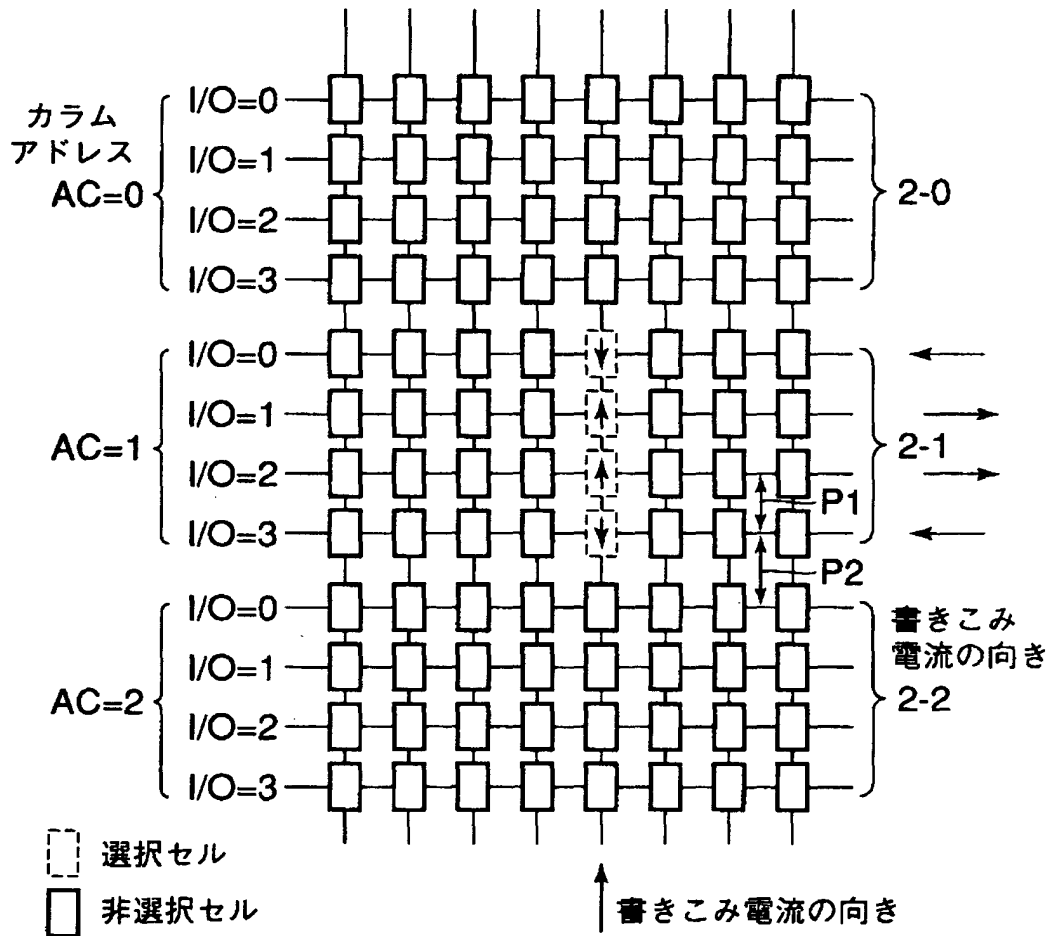 カラム
アドレス
AC=0
I/O=0
I/O=1
I/O=2
I/O=3
2-0
AC=1
I/O=0
I/O=1
I/O=2
I/O=3
2-1
P1
P2
AC=2
I/O=0
I/O=1
I/O=2
I/O=3
書きこみ
電流の向き
2-2
選択セル
非選択セル
書きこみ電流の向き